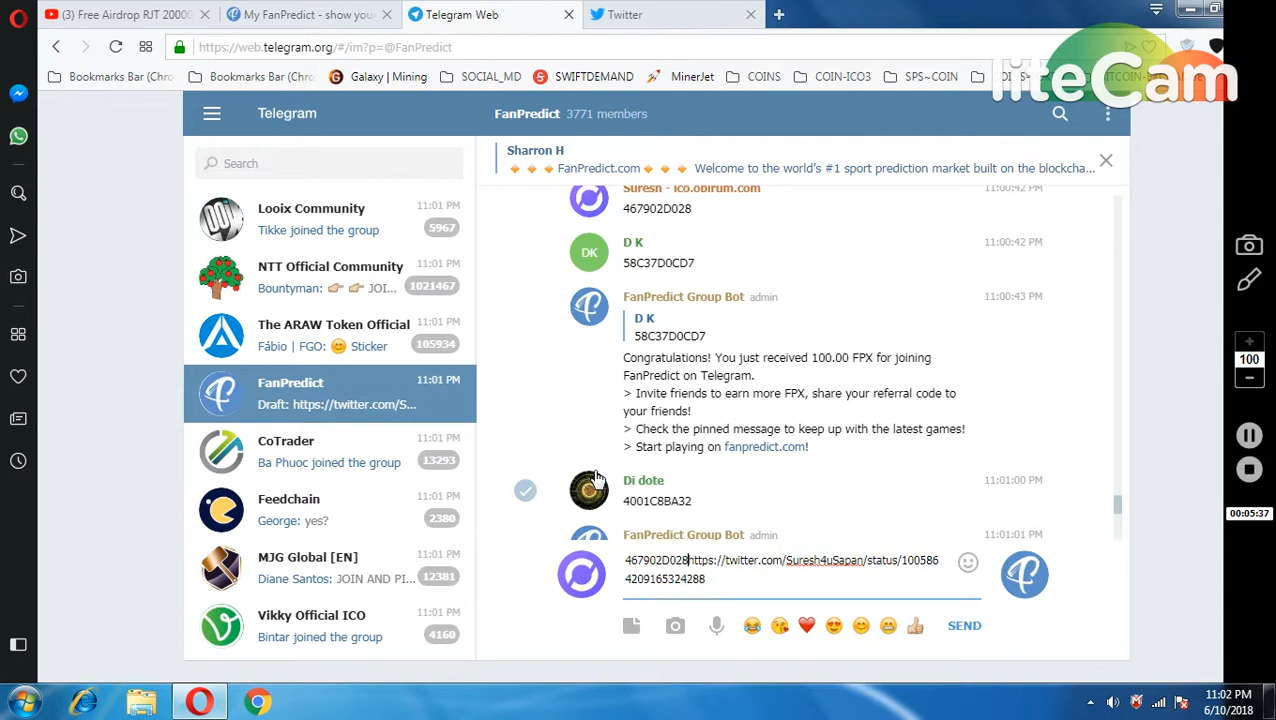 (3) Free Airdrop RJT 20000
My FanPredict - show your
Telegram Web
Twitter
https://web.telegram.org/#/im?p=@FanPredict
Bookmarks Bar (Chro
Bookmarks Bar (Chro
Galaxy | Mining
SOCIAL_MD
SWIFTDEMAND
MinerJet
COINS
COIN-ICO3
SPS~COIN
liteCam
Telegram
FanPredict 3771 members
Search
Sharron H
FanPredict.com Welcome to the world's #1 sport prediction market built on the blockcha...
Looix Community 11:01 PM
Tikke joined the group 5967
NTT Official Community 11:01 PM
Bountyman: 👉🏼 👉🏼 JOI... 1021467
The ARAW Token Official 11:01 PM
Fábio | FGO: 😊 Sticker 105934
FanPredict 11:01 PM
Draft: https://twitter.com/S...
CoTrader 11:01 PM
Ba Phuoc joined the group 13293
Feedchain 11:01 PM
George: yes? 2380
MJG Global [EN] 11:01 PM
Diane Santos: JOIN AND PI... 12381
Vikky Official ICO 11:01 PM
Bintar joined the group 4160
Suresh - ico.obirum.com 11:00:42 PM
467902D028
DK
D K 11:00:42 PM
58C37D0CD7
FanPredict Group Bot admin 11:00:43 PM
D K
58C37D0CD7
Congratulations! You just received 100.00 FPX for joining
FanPredict on Telegram.
> Invite friends to earn more FPX, share your referral code to
your friends!
> Check the pinned message to keep up with the latest games!
> Start playing on fanpredict.com!
Di dote 11:01:00 PM
4001C8BA32
FanPredict Group Bot admin 11:01:01 PM
467902D028https://twitter.com/Suresh4uSapan/status/100586
4209165324288
SEND
100
00:05:37
11:02 PM
6/10/2018